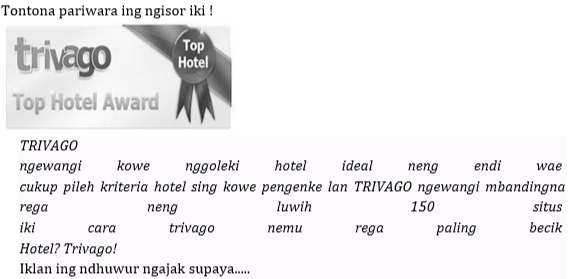 Tontona pariwara ing ngisor iki !
trivago
Top
Hotel
Top Hotel Award
TRIVAGO
ngewangi kowe nggoleki hotel ideal neng endi wae
cukup pileh kriteria hotel sing kowe pengenke lan TRIVAGO ngewangi mbandingna
rega neng luwih 150 situs
iki cara trivago nemu rega paling becik
Hotel? Trivago!
Iklan ing ndhuwur ngajak supaya.....